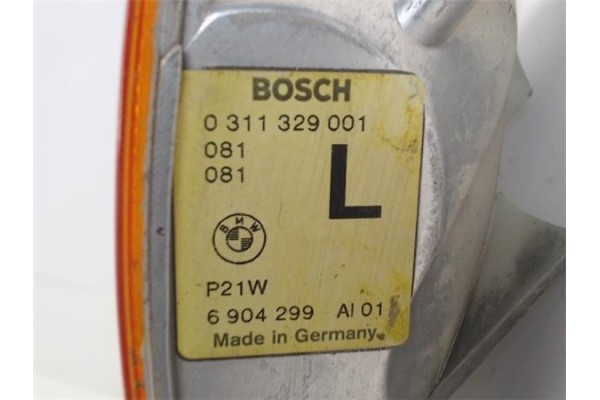 BOSCH
0 311 329 001
081
081
L
BMW
P21W
6 904 299 AI 01
Made in Germany